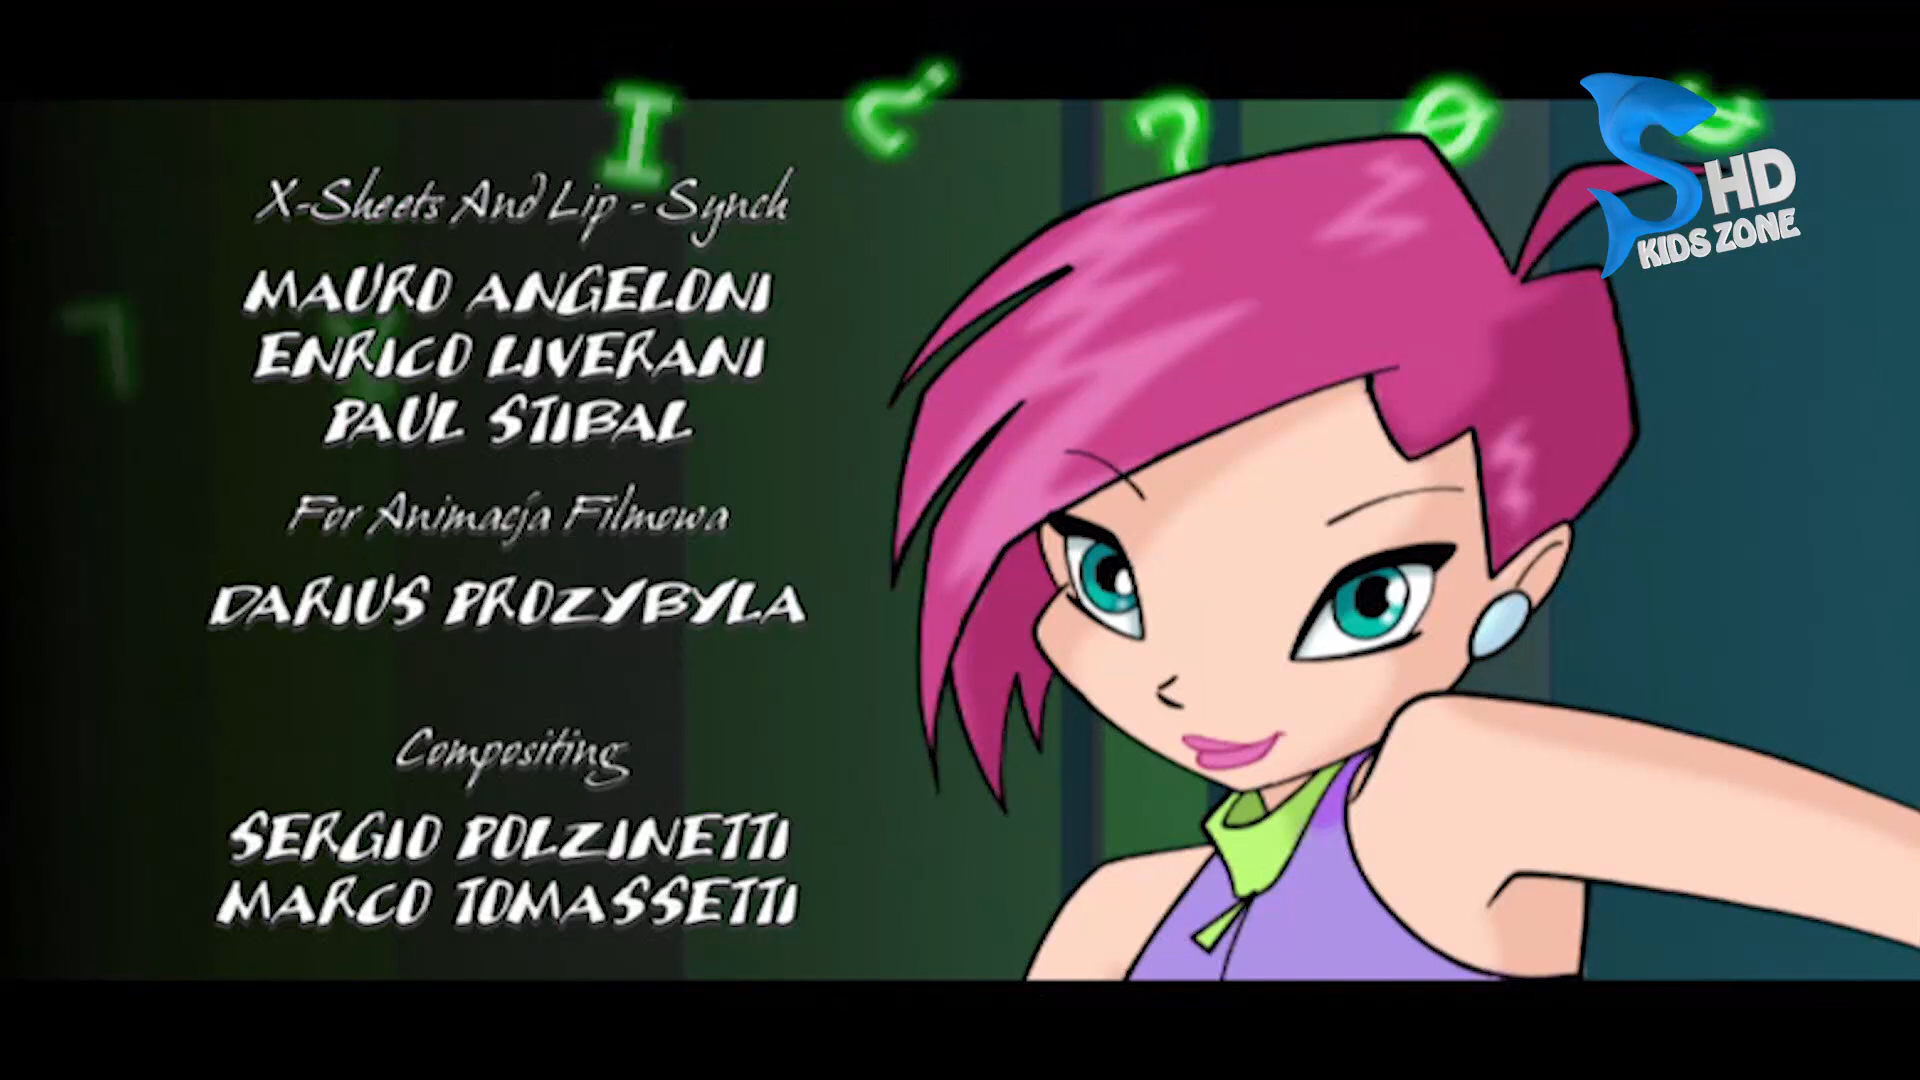 X-Sheets And Lip - Synch
MAURO ANGELONI
ENRICO LIVERANI
PAUL STIBAL
For Animacja Filmowa
DARIUS PROZYBYLA
Compositing
SERGIO POLZINETTI
MARCO TOMASSETTI
S HD
KIDS ZONE